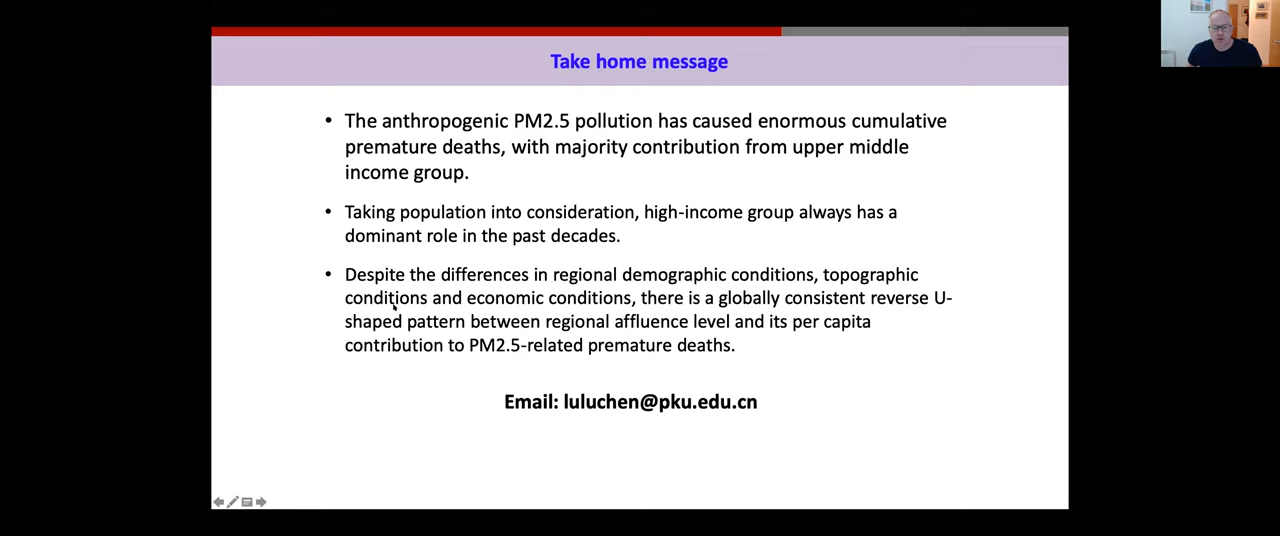 Take home message
• The anthropogenic PM2.5 pollution has caused enormous cumulative
premature deaths, with majority contribution from upper middle
income group.
• Taking population into consideration, high-income group always has a
dominant role in the past decades.
• Despite the differences in regional demographic conditions, topographic
conditions and economic conditions, there is a globally consistent reverse U-
shaped pattern between regional affluence level and its per capita
contribution to PM2.5-related premature deaths.
Email: luluchen@pku.edu.cn